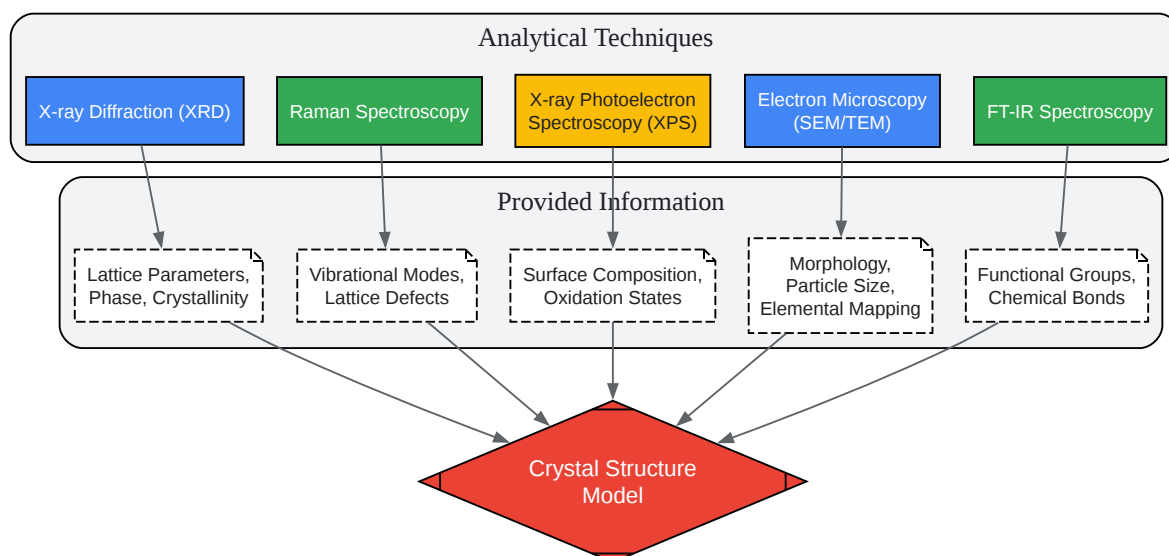 Analytical Techniques
X-ray Diffraction (XRD)
Raman Spectroscopy
X-ray Photoelectron
Spectroscopy (XPS)
Electron Microscopy
(SEM/TEM)
FT-IR Spectroscopy
Provided Information
Lattice Parameters,
Phase, Crystallinity
Vibrational Modes,
Lattice Defects
Surface Composition,
Oxidation States
Morphology,
Particle Size,
Elemental Mapping
Functional Groups,
Chemical Bonds
Crystal Structure
Model